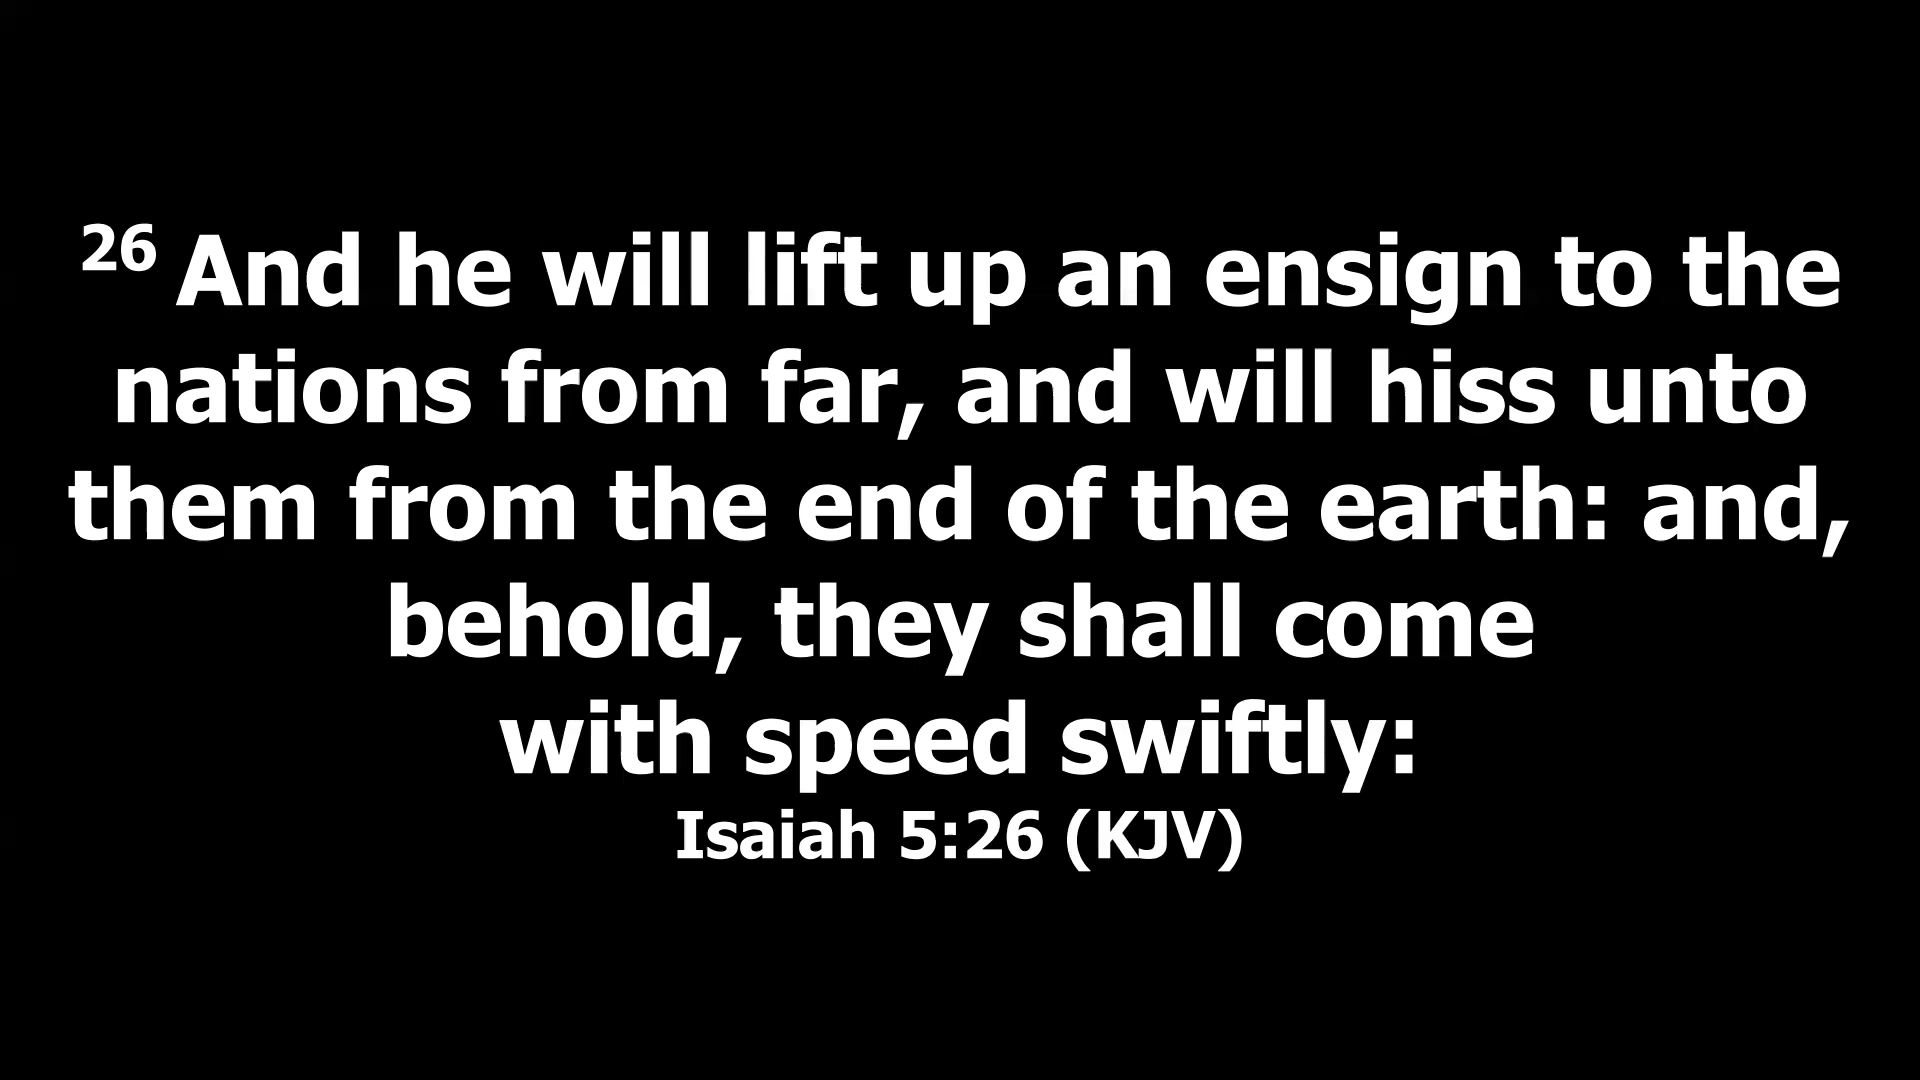 26 And he will lift up an ensign to the
nations from far, and will hiss unto
them from the end of the earth: and,
behold, they shall come
with speed swiftly:
Isaiah 5:26 (KJV)